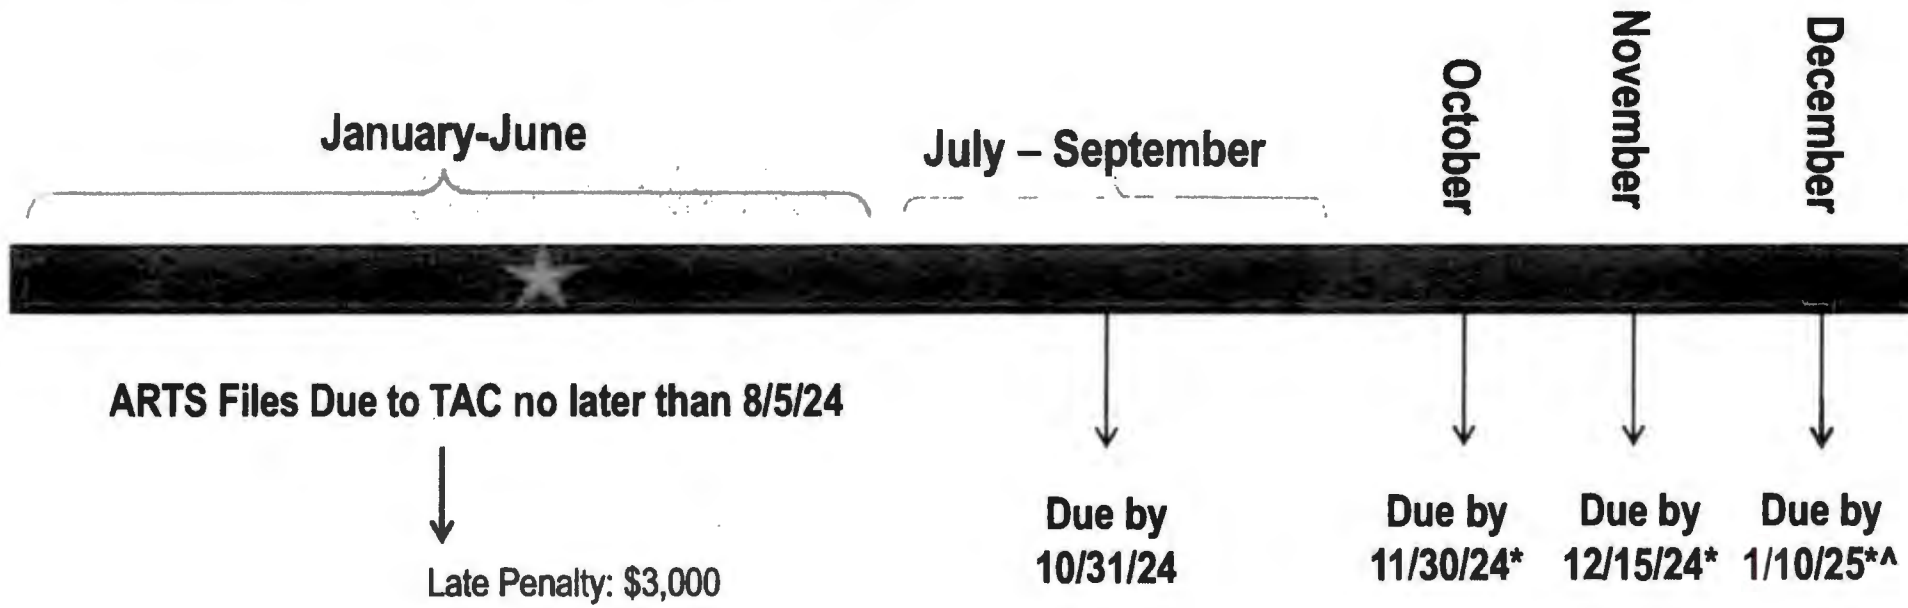 January-June
July – September
October
November
December
ARTS Files Due to TAC no later than 8/5/24
Late Penalty: $3,000
Due by
10/31/24
Due by
11/30/24*
Due by
12/15/24*
Due by
1/10/25*^